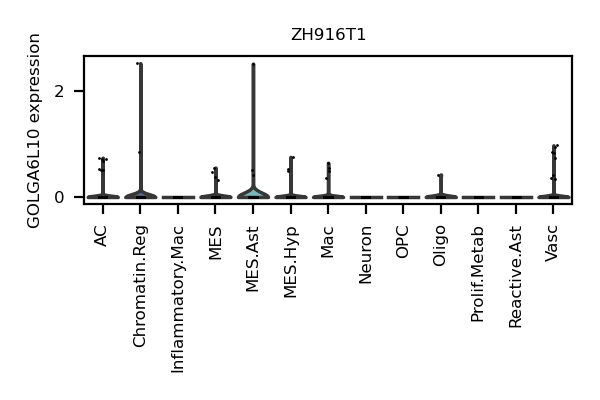 ZH916T1
GOLGA6L10 expression
2
0
AC
Chromatin.Reg
Inflammatory.Mac
MES
MES.Ast
MES.Hyp
Mac
Neuron
OPC
Oligo
Prolif.Metab
Reactive.Ast
Vasc